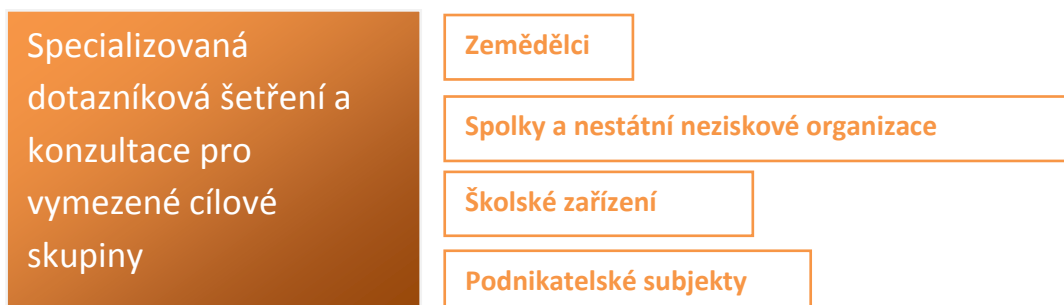 Specializovaná
dotazníková šetření a
konzultace pro
vymezené cílové
skupiny
Zemědělci
Spolky a nestátní neziskové organizace
Školské zařízení
Podnikatelské subjekty